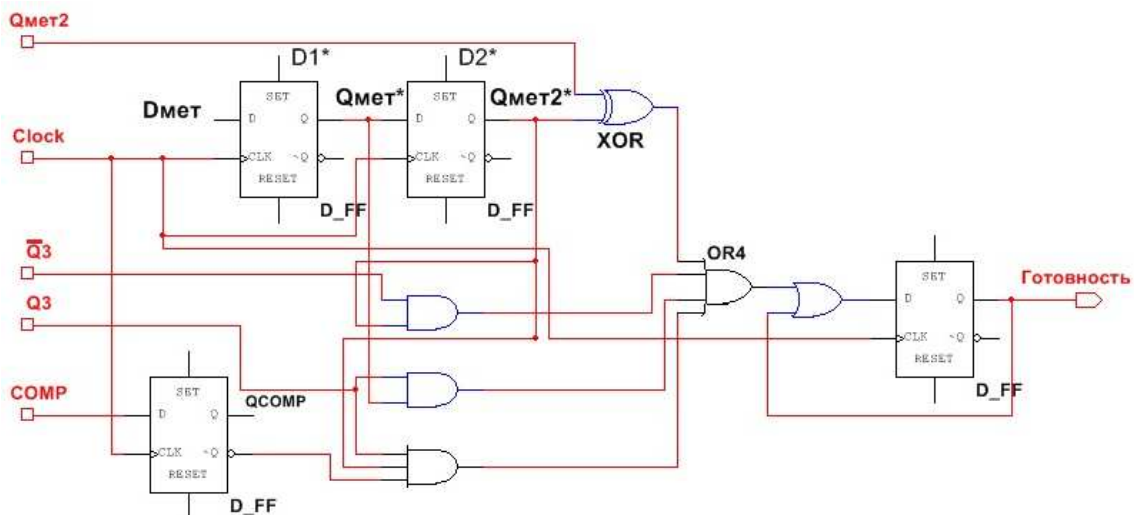 Qмет2
D1*
D2*
SET
D Q
CLK ~Q
RESET
D_FF
SET
D Q
CLK ~Q
RESET
D_FF
Dмет
Qмет*
Qмет2*
XOR
Clock
Q̅3
Q3
OR4
SET
D Q
CLK ~Q
RESET
D_FF
Готовность
COMP
SET
D Q
CLK ~Q
RESET
D_FF
QCOMP